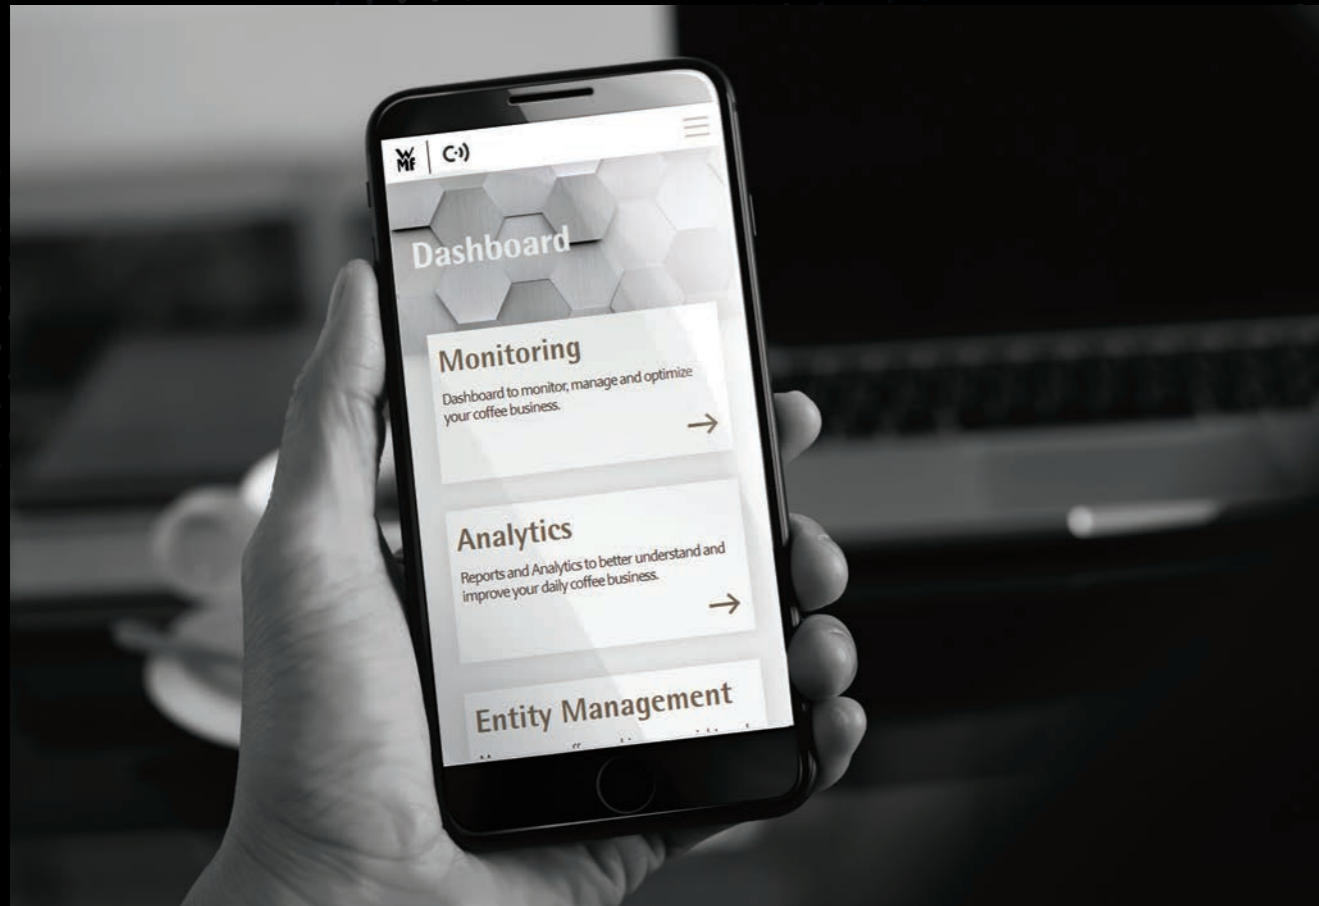 WMF
Dashboard
Monitoring
Dashboard to monitor, manage and optimize
your coffee business.
Analytics
Reports and Analytics to better understand and
improve your daily coffee business.
Entity Management